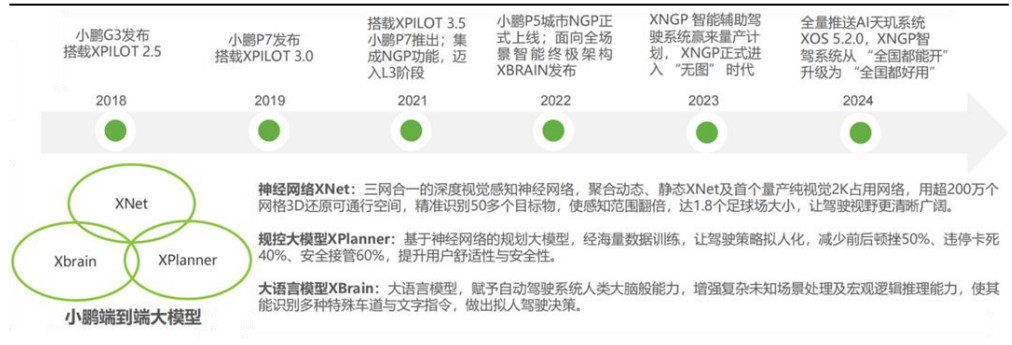 小鹏G3发布
搭载XPILOT 2.5
小鹏P7发布
搭载XPILOT 3.0
搭载XPILOT 3.5
小鹏P7推出；集
成NGP功能，迈
入L3阶段
小鹏P5城市NGP正
式上线；面向全场
景智能终极架构
XBRAIN发布
XNGP 智能辅助驾
驶系统赢来量产计
划，XNGP正式进
入 “无图” 时代
全量推送AI天玑系统
XOS 5.2.0，XNGP智
驾系统从 “全国都能开”
升级为 “全国都好用”
2018
2019
2021
2022
2023
2024
XNet
Xbrain
XPlanner
小鹏端到端大模型
神经网络XNet：三网合一的深度视觉感知神经网络，聚合动态、静态XNet及首个量产纯视觉2K占用网络，用超200万个
网格3D还原可通行空间，精准识别50多个目标物，使感知范围翻倍，达1.8个足球场大小，让驾驶视野更清晰广阔。
规控大模型XPlanner：基于神经网络的规划大模型，经海量数据训练，让驾驶策略拟人化，减少前后顿挫50%、违停卡死
40%、安全接管60%，提升用户舒适性与安全性。
大语言模型XBrain：大语言模型，赋予自动驾驶系统人类大脑般能力，增强复杂未知场景处理及宏观逻辑推理能力，使其
能识别多种特殊车道与文字指令，做出拟人驾驶决策。